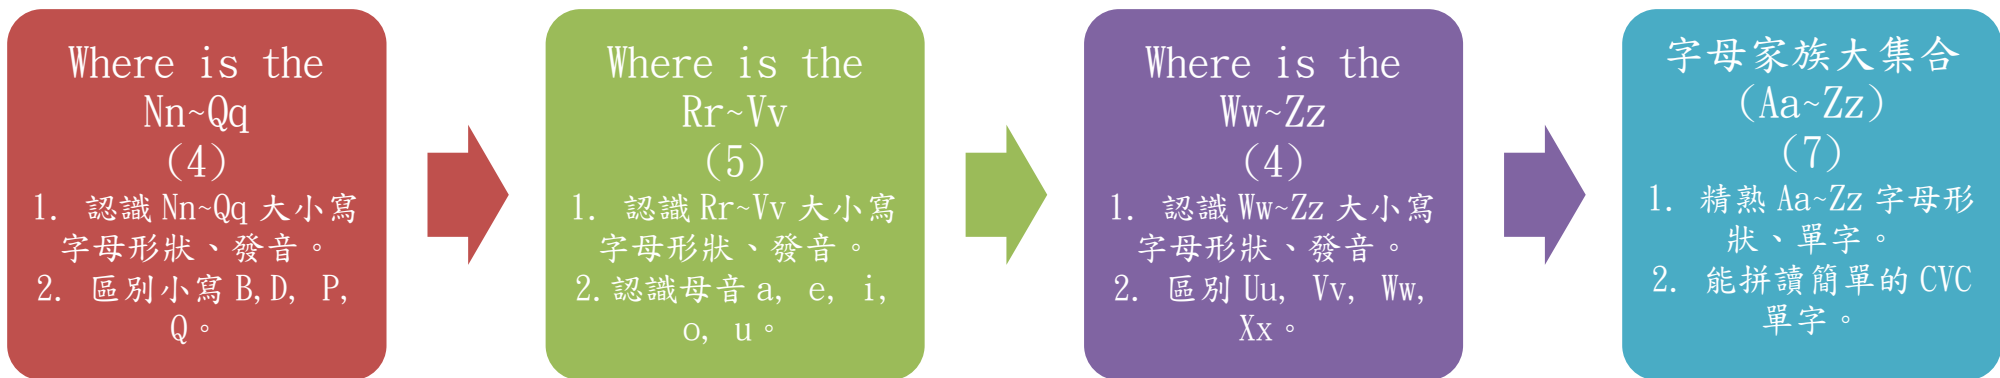 Where is the
Nn~Qq
(4)
1. 認識 Nn~Qq 大小寫
字母形狀、發音。
2. 區別小寫 B,D, P,
Q。
Where is the
Rr~Vv
(5)
1. 認識 Rr~Vv 大小寫
字母形狀、發音。
2.認識母音 a, e, i,
o, u。
Where is the
Ww~Zz
(4)
1. 認識 Ww~Zz 大小寫
字母形狀、發音。
2. 區別 Uu, Vv, Ww,
Xx。
字母家族大集合
(Aa~Zz)
(7)
1. 精熟 Aa~Zz 字母形
狀、單字。
2. 能拼讀簡單的 CVC
單字。